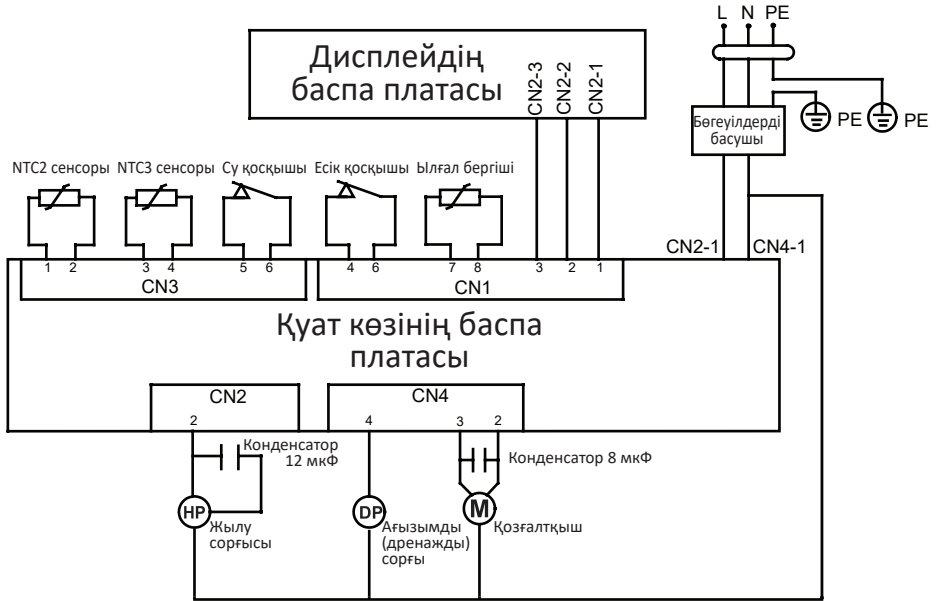 L N PE
Дисплейдің
баспа платасы
CN2-3
CN2-2
CN2-1
Бөгеуілдерді
басушы
PE
PE
NTC2 сенсоры
NTC3 сенсоры
Су қосқышы
Есік қосқышы
Ылғал бергіші
CN2-1
CN4-1
1 2 3 4 5 6 4 6 7 8 3 2 1
CN3
CN1
Қуат көзінің баспа
платасы
CN2
CN4
2 4 3 2
Конденсатор
12 мкФ
Конденсатор 8 мкФ
HP
DP
M
Жылу
сорғысы
Ағызымды
(дренажды)
сорғы
Қозғалтқыш